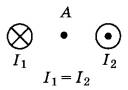 A
I₁ I₂
I₁ = I₂